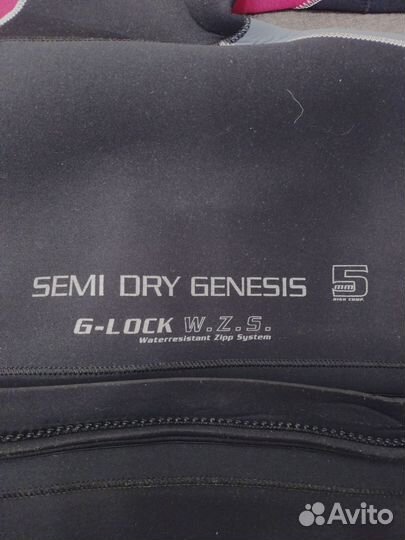 SEMI DRY GENESIS 5
mm
HIGH COMP.
G-LOCK W.Z.S.
Waterresistant Zipp System
Avito